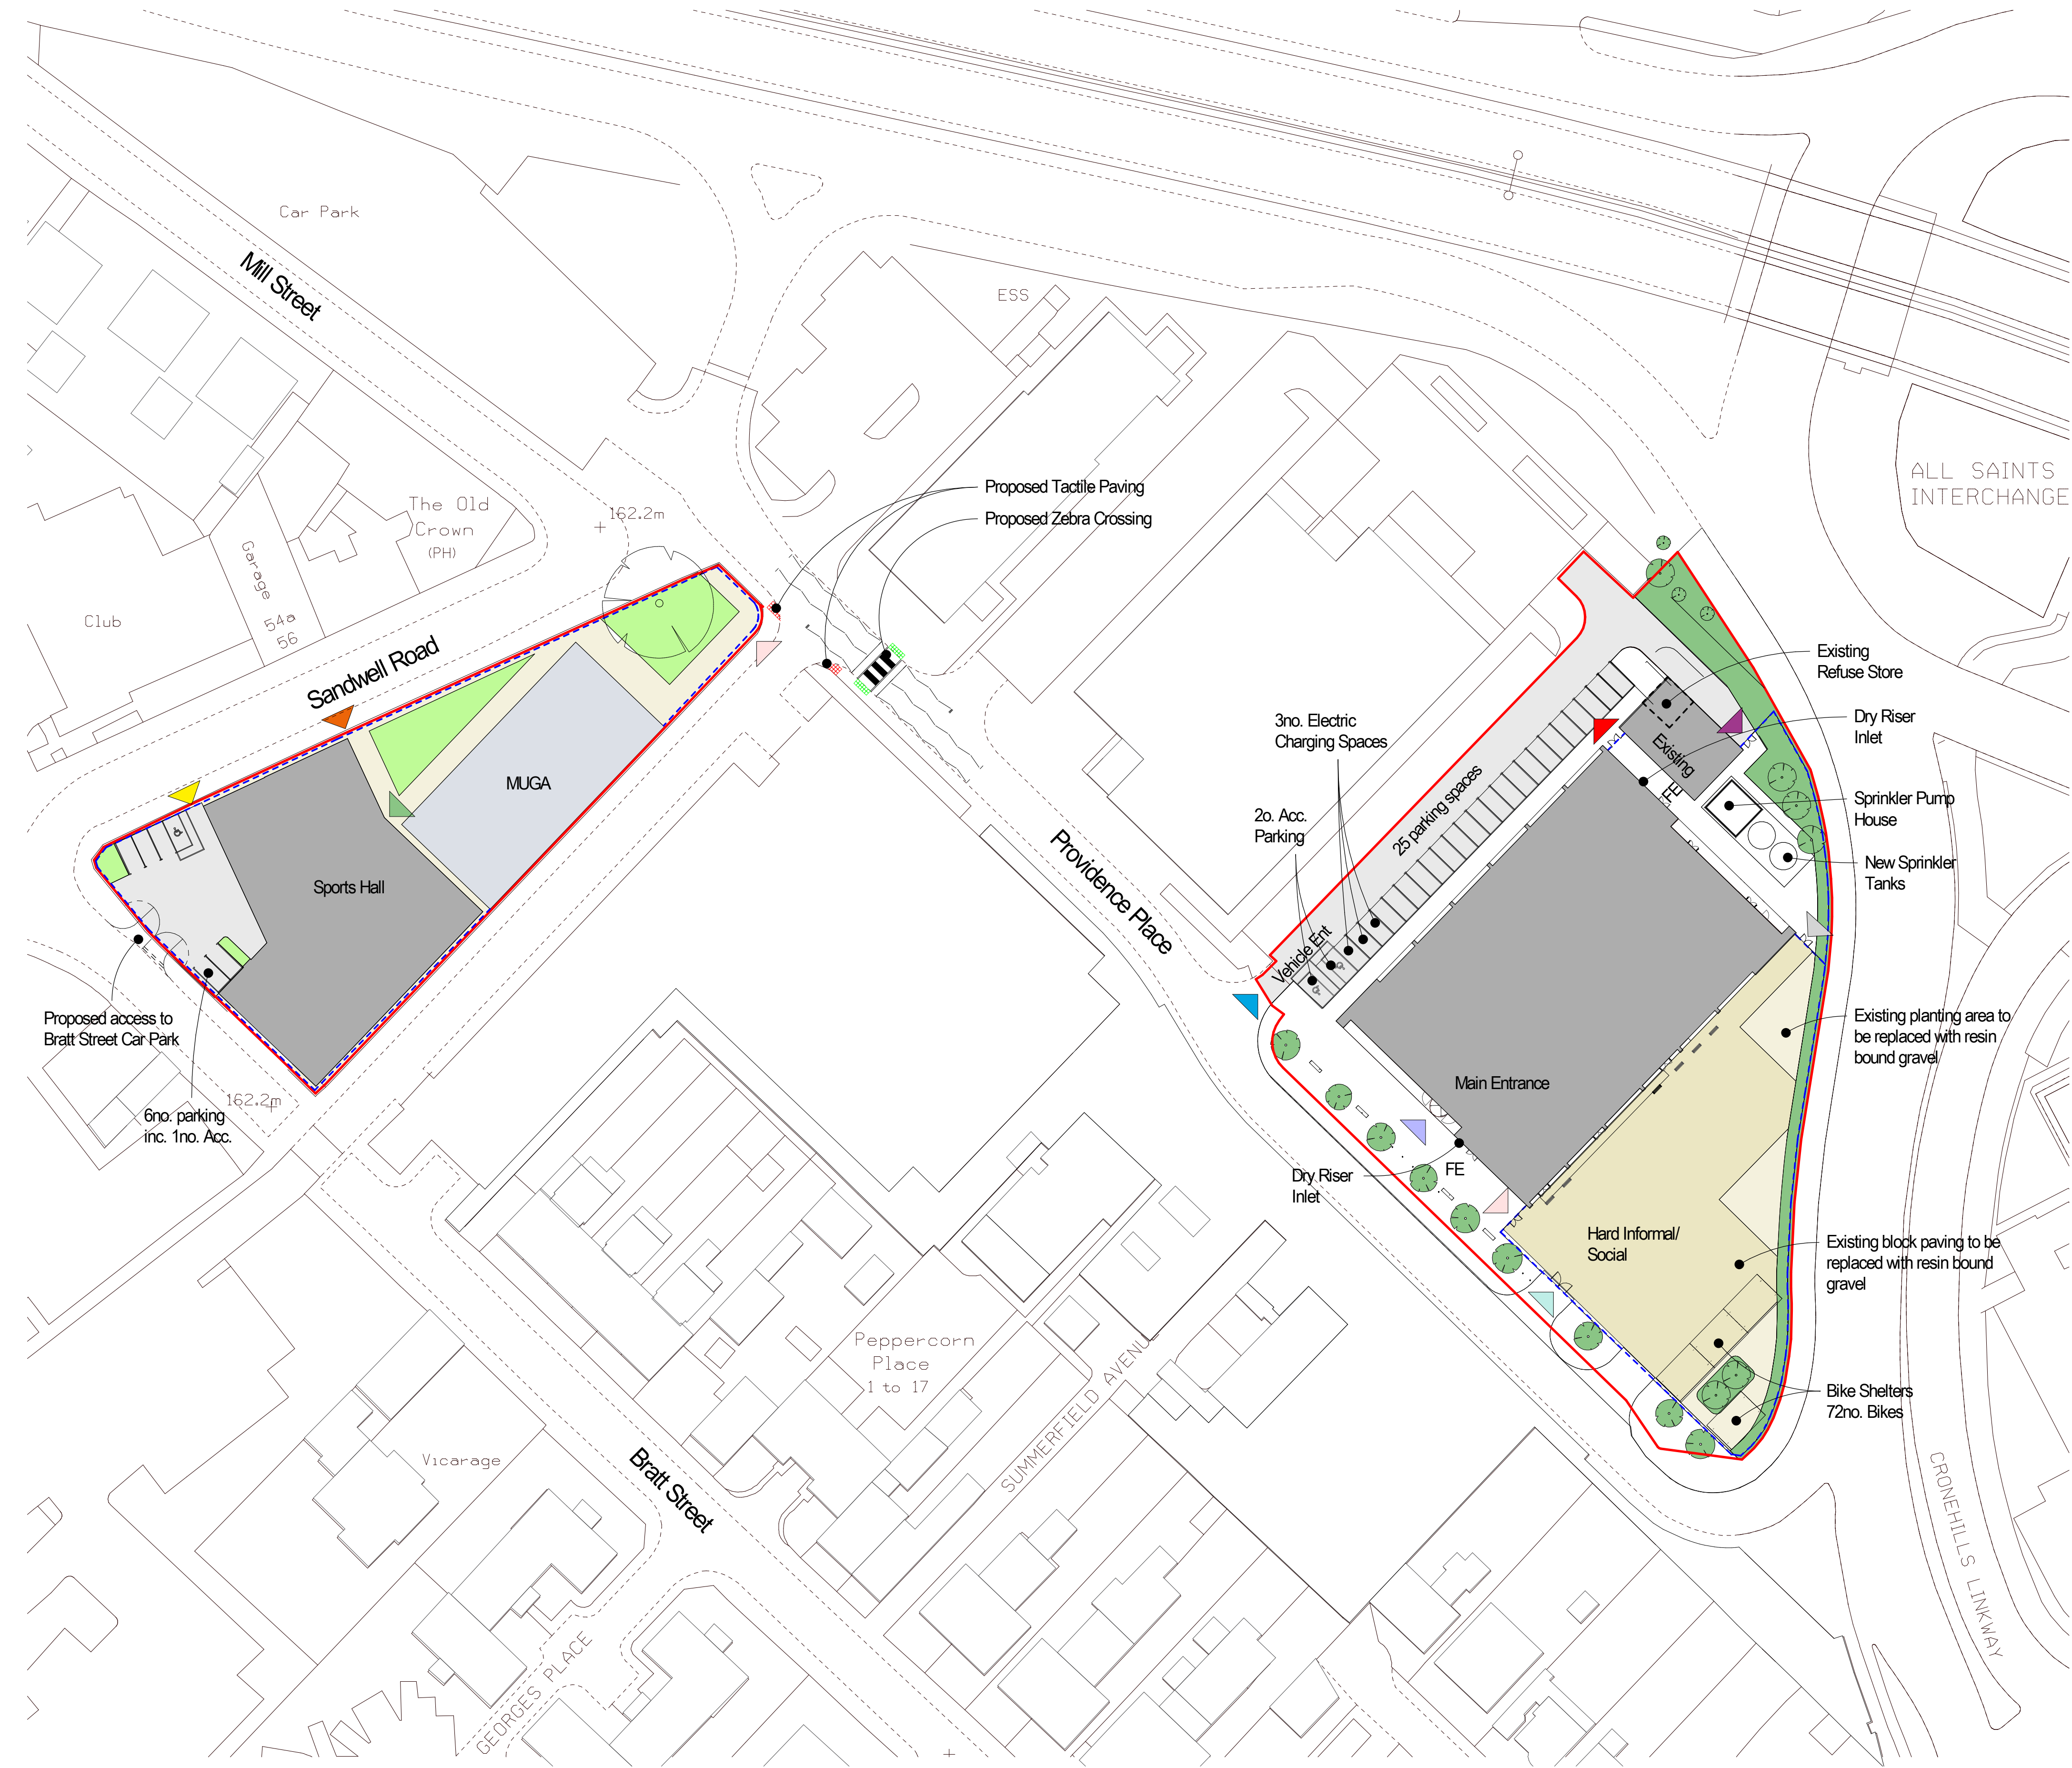 Car Park
Mill Street
ESS
ALL SAINTS
INTERCHANGE
The Old
Crown
(PH)
162.2m
Proposed Tactile Paving
Proposed Zebra Crossing
Garage
54a
56
Club
Sandwell Road
MUGA
Sports Hall
Existing
Refuse Store
Dry Riser
Inlet
3no. Electric
Charging Spaces
Existing
FE
Sprinkler Pump
House
2o. Acc.
Parking
25 parking spaces
New Sprinkler
Tanks
Providence Place
Vehicle Ent
Proposed access to
Bratt Street Car Park
162.2m
6no. parking
inc. 1no. Acc.
Existing planting area to
be replaced with resin
bound gravel
Main Entrance
Dry Riser
Inlet
FE
Hard Informal/
Social
Existing block paving to be
replaced with resin bound
gravel
Peppercorn
Place
1 to 17
SUMMERFIELD AVENUE
Bike Shelters
72no. Bikes
Vicarage
Bratt Street
CRONEHILLS LINKWAY
GEORGES PLACE